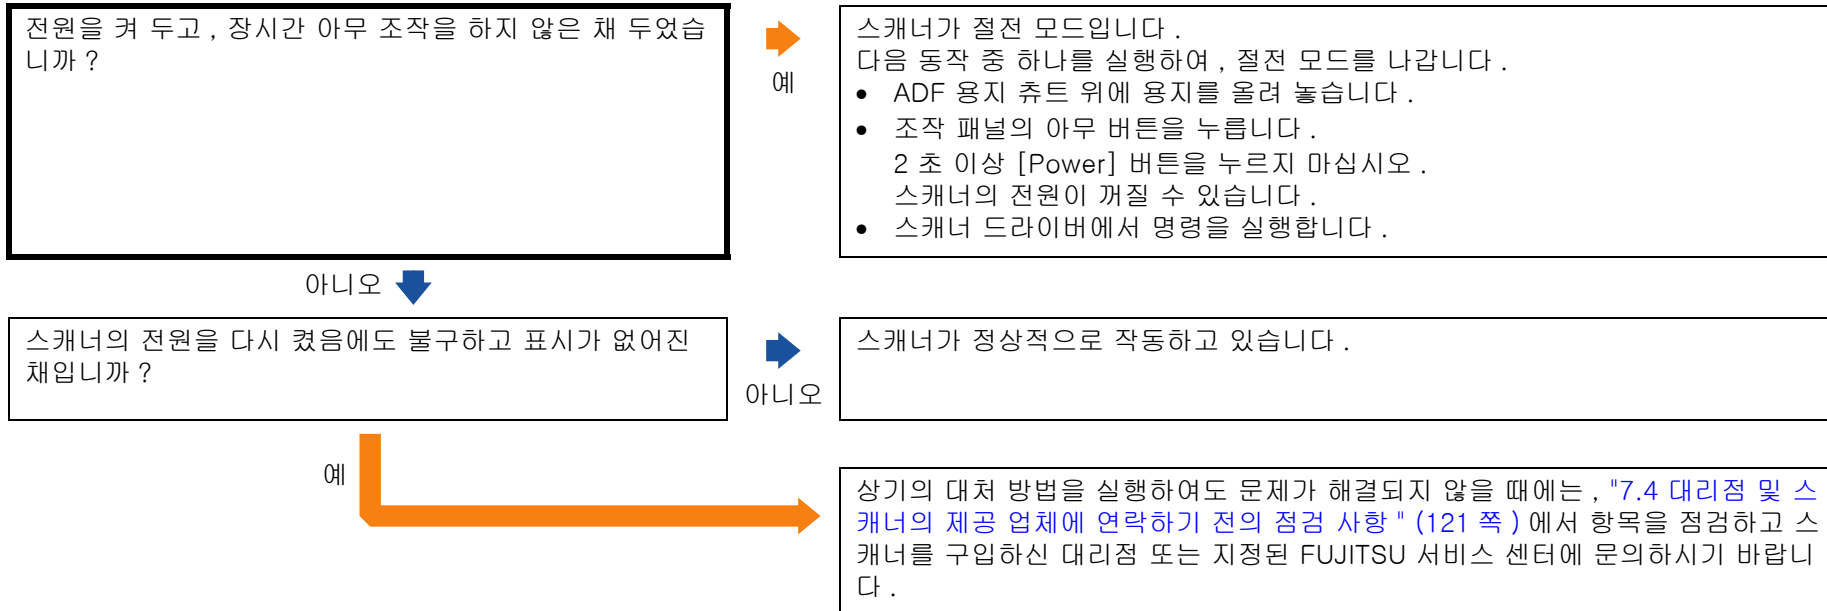 전원을 켜 두고 , 장시간 아무 조작을 하지 않은 채 두었습
니까 ?
예
스캐너가 절전 모드입니다 .
다음 동작 중 하나를 실행하여 , 절전 모드를 나갑니다 .
• ADF 용지 츄트 위에 용지를 올려 놓습니다 .
• 조작 패널의 아무 버튼을 누릅니다 .
2 초 이상 [Power] 버튼을 누르지 마십시오 .
스캐너의 전원이 꺼질 수 있습니다 .
• 스캐너 드라이버에서 명령을 실행합니다 .
아니오
스캐너의 전원을 다시 켰음에도 불구하고 표시가 없어진
채입니까 ?
아니오
스캐너가 정상적으로 작동하고 있습니다 .
예
상기의 대처 방법을 실행하여도 문제가 해결되지 않을 때에는 , "7.4 대리점 및 스
캐너의 제공 업체에 연락하기 전의 점검 사항 " (121 쪽 ) 에서 항목을 점검하고 스
캐너를 구입하신 대리점 또는 지정된 FUJITSU 서비스 센터에 문의하시기 바랍니
다 .